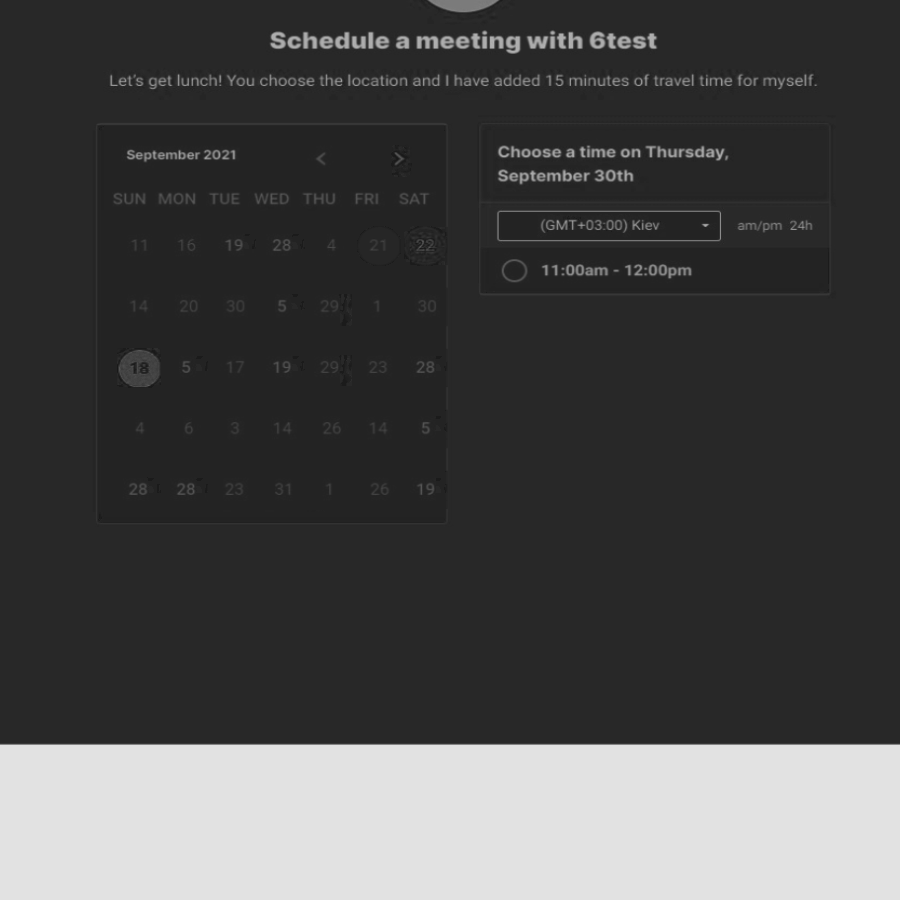 Schedule a meeting with 6test
Let's get lunch! You choose the location and I have added 15 minutes of travel time for myself.
September 2021 < >
SUN MON TUE WED THU FRI SAT
11 16 19 28 4 21 22
14 20 30 5 29 1 30
18 5 17 19 29 23 28
4 6 3 14 26 14 5
28 28 23 31 1 26 19
Choose a time on Thursday,
September 30th
(GMT+03:00) Kiev am/pm 24h
11:00am - 12:00pm